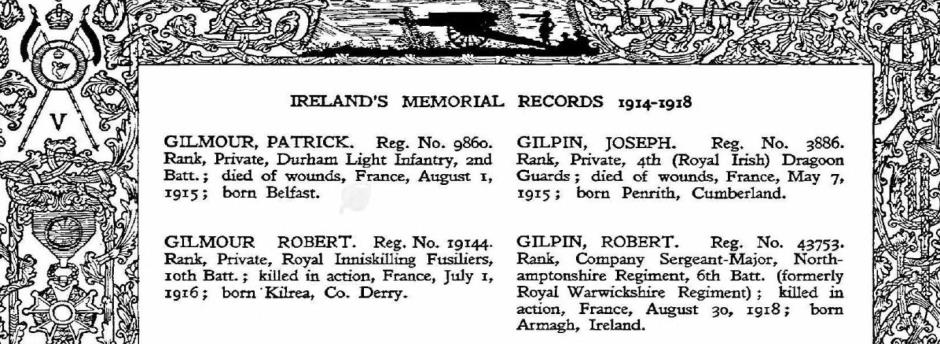 V
IRELAND'S MEMORIAL RECORDS 1914-1918
GILMOUR, PATRICK. Reg. No. 9860.
Rank, Private, Durham Light Infantry, 2nd
Batt.; died of wounds, France, August 1,
1915; born Belfast.
GILMOUR ROBERT. Reg. No. 19144.
Rank, Private, Royal Inniskilling Fusiliers,
10th Batt.; killed in action, France, July 1,
1916; born Kilrea, Co. Derry.
GILPIN, JOSEPH. Reg. No. 3886.
Rank, Private, 4th (Royal Irish) Dragoon
Guards; died of wounds, France, May 7,
1915; born Penrith, Cumberland.
GILPIN, ROBERT. Reg. No. 43753.
Rank, Company Sergeant-Major, North-
amptonshire Regiment, 6th Batt. (formerly
Royal Warwickshire Regiment); killed in
action, France, August 30, 1918; born
Armagh, Ireland.